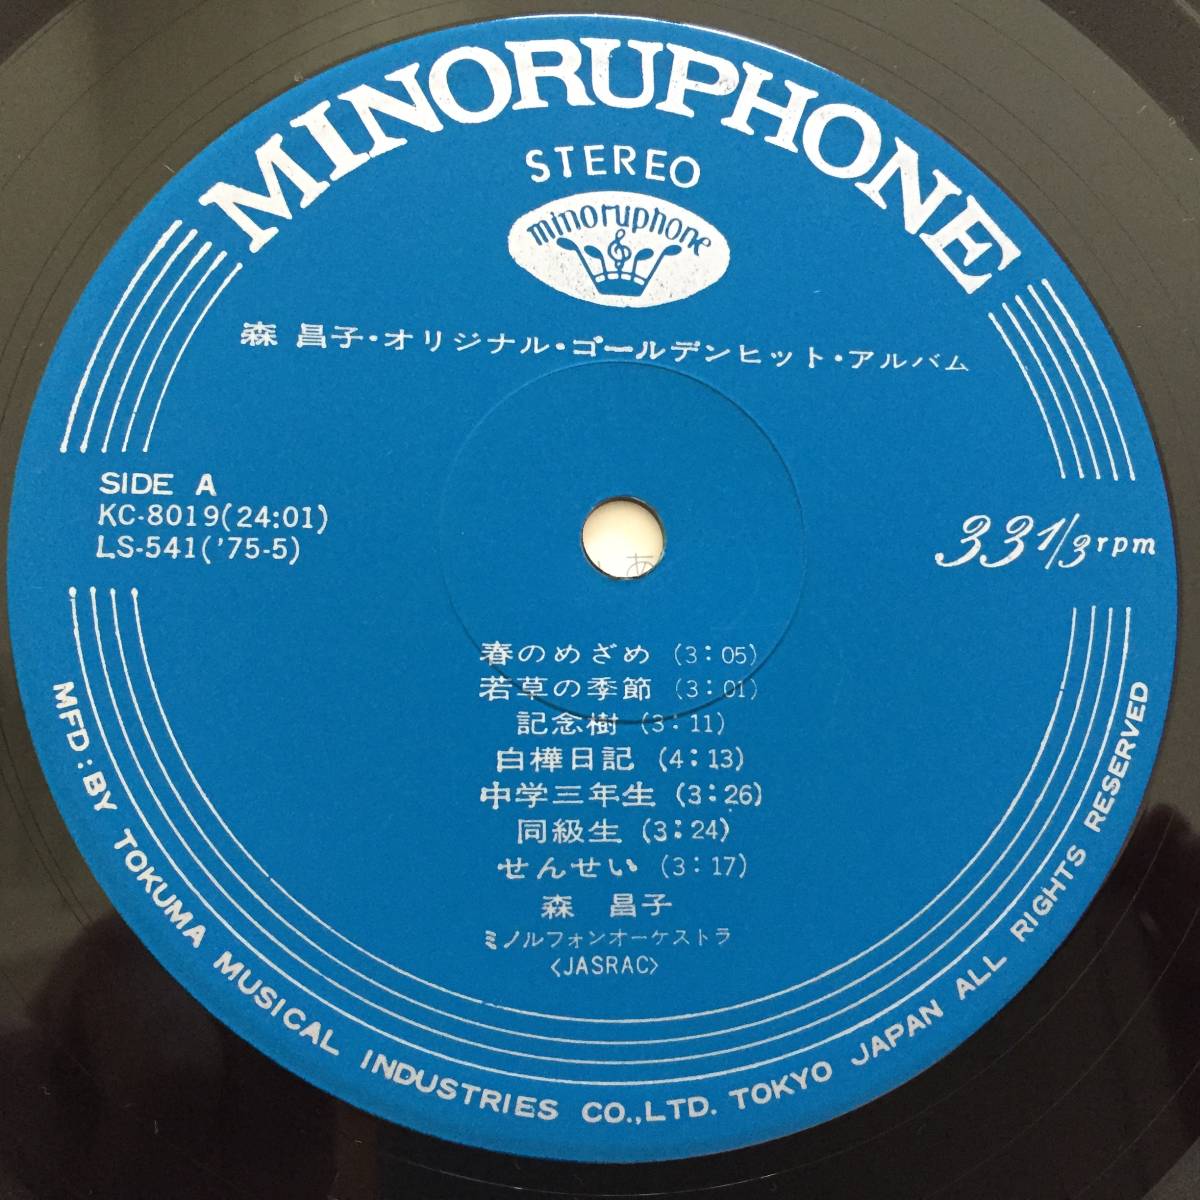 MINORUPHONE
STEREO
minoruphone
森 昌子・オリジナル・ゴールデンヒット・アルバム
SIDE A
KC-8019(24:01)
LS-541('75-5)
33 1/3 rpm
あ
春のめざめ (3:05)
若草の季節 (3:01)
記念樹 (3:11)
白樺日記 (4:13)
中学三年生 (3:26)
同級生 (3:24)
せんせい (3:17)
森 昌子
ミノルフォンオーケストラ
<JASRAC>
MFD: BY TOKUMA MUSICAL INDUSTRIES CO.,LTD. TOKYO JAPAN ALL RIGHTS RESERVED